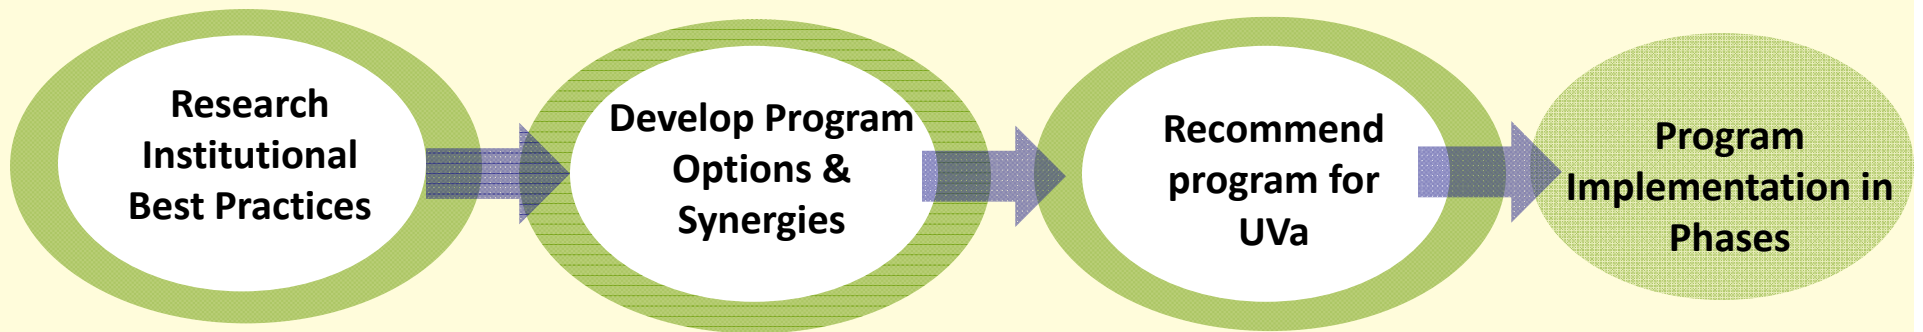 Research
Institutional
Best Practices
Develop Program
Options &
Synergies
Recommend
program for
UVa
Program
Implementation in
Phases